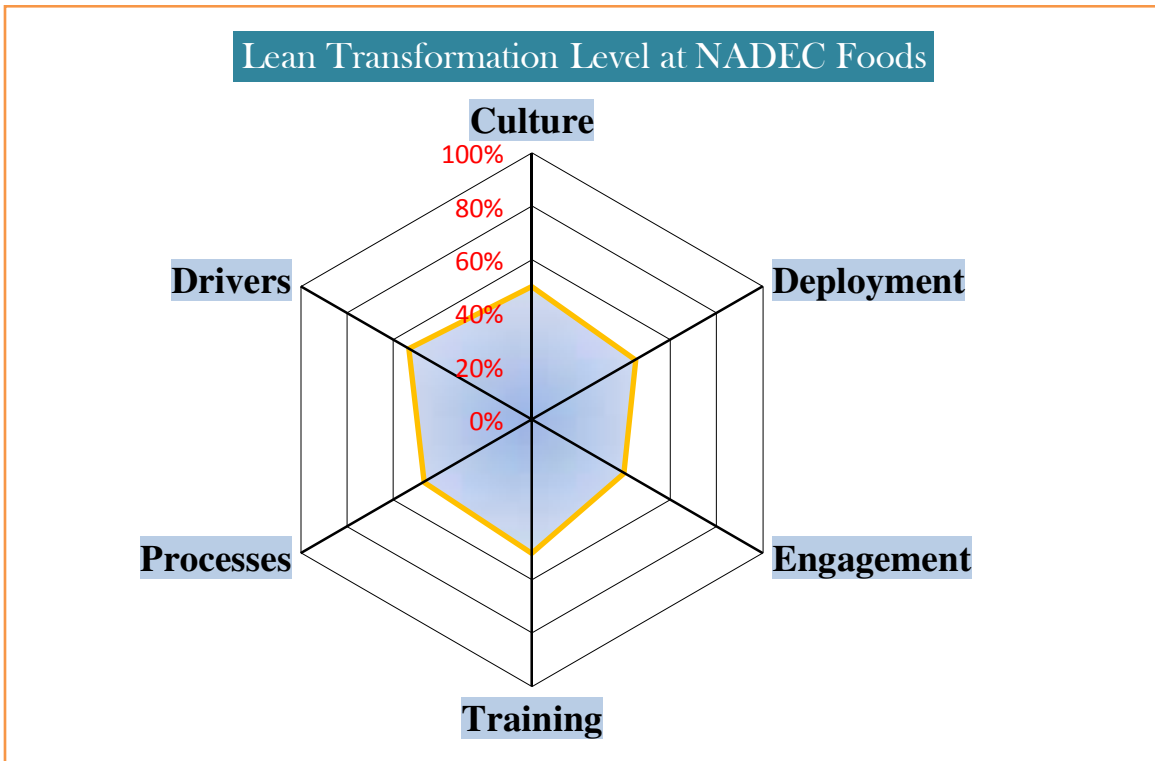 Lean Transformation Level at NADEC Foods
Culture
100%
80%
60%
40%
20%
0%
Drivers
Deployment
Processes
Engagement
Training